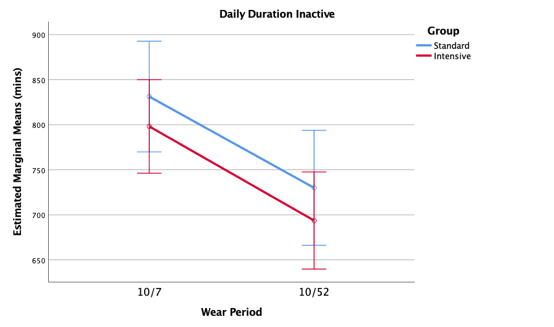 Daily Duration Inactive
Group
Standard
Intensive
Estimated Marginal Means (mins)
900
850
800
750
700
650
10/7
10/52
Wear Period